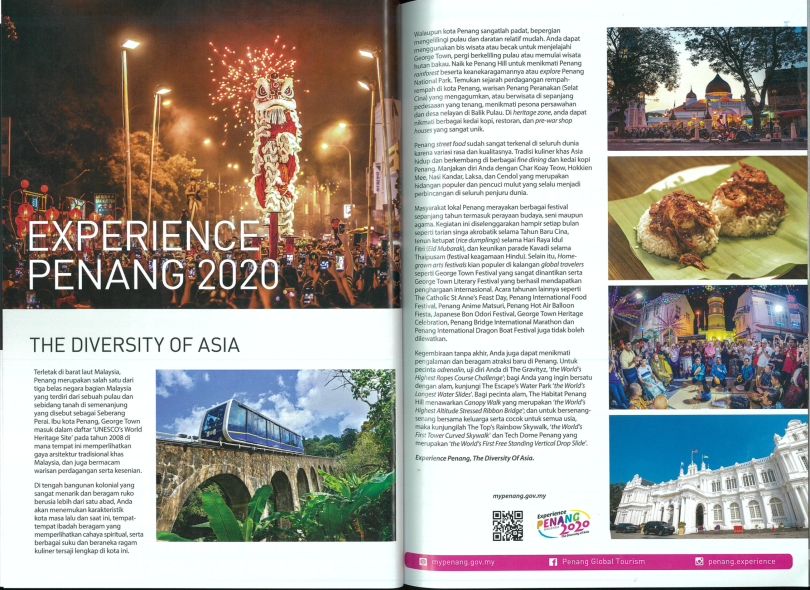 EXPERIENCE
PENANG 2020
THE DIVERSITY OF ASIA
Terletak di barat laut Malaysia,
Penang merupakan salah satu dari
tiga belas negara bagian Malaysia
yang terdiri dari sebuah pulau dan
sebidang tanah di semenanjung
yang disebut sebagai Seberang
Perai. Ibu kota Penang, George Town
masuk dalam daftar 'UNESCO's World
Heritage Site' pada tahun 2008 di
mana tempat ini memperlihatkan
gaya arsitektur tradisional khas
Malaysia, dan juga bermacam
warisan perdagangan serta kesenian.
Di tengah bangunan kolonial yang
sangat menarik dan beragam ruko
berusia lebih dari satu abad, Anda
akan menemukan karakteristik
kota masa lalu dan saat ini, tempat-
tempat ibadah beragam yang
memperlihatkan cahaya spiritual, serta
berbagai suku dan beraneka ragam
kuliner tersaji lengkap di kota ini.
Walaupun kota Penang sangatlah padat, bepergian
mengelilingi pulau dan daratan relatif mudah. Anda dapat
menggunakan bis wisata atau becak untuk menjelajahi
George Town, pergi berkeliling pulau atau memulai wisata
hutan bakau. Naik ke Penang Hill untuk menikmati Penang
rainforest beserta keanekaragamannya atau explore Penang
National Park. Temukan sejarah perdagangan rempah-
rempah di kota Penang, warisan Penang Peranakan (Selat
Cina) yang mengagumkan, atau berwisata di sepanjang
pedesaaan yang tenang, menikmati pesona persawahan
dan desa nelayan di Balik Pulau. Di heritage zone, anda dapat
nikmati berbagai kedai kopi, restoran, dan pre-war shop
houses yang sangat unik.
Penang street food sudah sangat terkenal di seluruh dunia
karena variasi rasa dan kualitasnya. Tradisi kuliner khas Asia
hidup dan berkembang di berbagai fine dining dan kedai kopi
Penang. Manjakan diri Anda dengan Char Koay Teow, Hokkien
Mee, Nasi Kandar, Laksa, dan Cendol yang merupakan
hidangan populer dan pencuci mulut yang selalu menjadi
perbincangan di seluruh penjuru dunia.
Masyarakat lokal Penang merayakan berbagai festival
sepanjang tahun termasuk perayaan budaya, seni maupun
agama. Kegiatan ini diselenggarakan hampir setiap bulan
seperti tarian singa akrobatik selama Tahun Baru Cina,
tenun ketupat (rice dumplings) selama Hari Raya Idul
Fitri (Eid Mubarak), dan keunikan parade Kavadi selama
Thaipusam (festival keagamaan Hindu). Selain itu, Home-
grown arts festivals kian populer di kalangan global travelers
seperti George Town Festival yang sangat dinantikan serta
George Town Literary Festival yang berhasil mendapatkan
penghargaan internasional. Acara tahunan lainnya seperti
The Catholic St Anne's Feast Day, Penang International Food
Festival, Penang Anime Matsuri, Penang Hot Air Balloon
Fiesta, Japanese Bon Odori Festival, George Town Heritage
Celebration, Penang Bridge International Marathon dan
Penang International Dragon Boat Festival juga tidak boleh
dilewatkan.
Kegembiraan tanpa akhir, Anda juga dapat menikmati
pengalaman dan beragam atraksi baru di Penang. Untuk
pecinta adrenalin, uji diri Anda di The Gravityz, 'the World's
Highest Ropes Course Challenge'; bagi Anda yang ingin bersatu
dengan alam, kunjungi The Escape's Water Park 'the World's
Longest Water Slides'. Bagi pecinta alam, The Habitat Penang
Hill menawarkan Canopy Walk yang merupakan 'the World's
Highest Altitude Stressed Ribbon Bridge'; dan untuk bersenang-
senang bersama keluarga serta cocok untuk semua usia,
maka kunjungilah The Top's Rainbow Skywalk, 'the World's
First Tower Curved Skywalk' dan Tech Dome Penang yang
merupakan 'the World's First Free Standing Vertical Drop Slide'.
Experience Penang, The Diversity Of Asia.
mypenang.gov.my
Experience
PENANG
2020
The Diversity of Asia
mypenang.gov.my
Penang Global Tourism
penang.experience